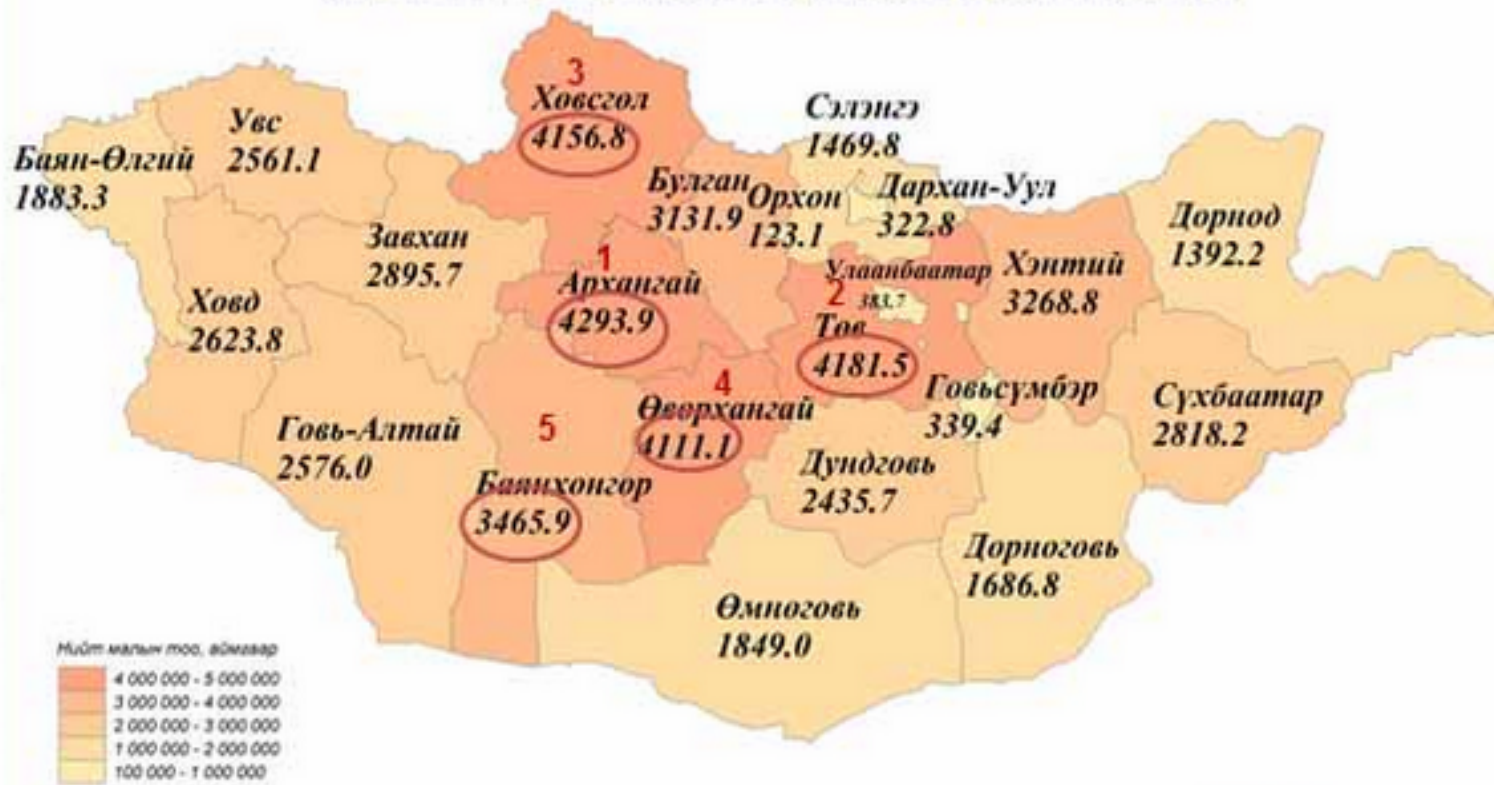 3
Ховсгол
4156.8
Сэлэнгэ
1469.8
Увс
2561.1
Баян-Өлгий
1883.3
Булган
3131.9
Орхон
123.1
Дархан-Уул
322.8
Дорнод
1392.2
Завхан
2895.7
1
Архангай
4293.9
Улаанбаатар
383.7
2
Төв
4181.5
Хэнтий
3268.8
Ховд
2623.8
4
Өворхангай
4111.1
Говьсүмбэр
339.4
Сүхбаатар
2818.2
Говь-Алтай
2576.0
5
Баянхонгор
3465.9
Дундговь
2435.7
Дорноговь
1686.8
Өмноговь
1849.0
Нийт малын тоо, аймгаар
4 000 000 - 5 000 000
3 000 000 - 4 000 000
2 000 000 - 3 000 000
1 000 000 - 2 000 000
100 000 - 1 000 000